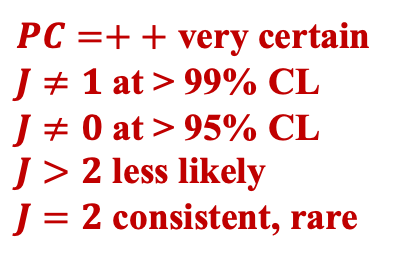 PC =+ + very certain
J ≠ 1 at > 99% CL
J ≠ 0 at > 95% CL
J > 2 less likely
J = 2 consistent, rare